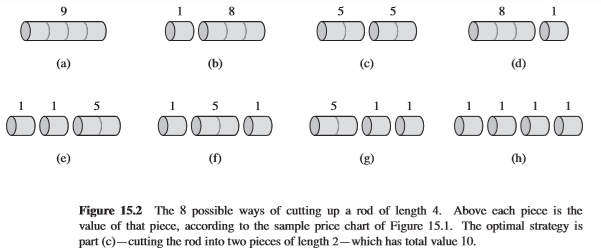 9 1 8 5 5 8 1
(a) (b) (c) (d)
1 1 5 1 5 1 5 1 1 1 1 1 1
(e) (f) (g) (h)
Figure 15.2 The 8 possible ways of cutting up a rod of length 4. Above each piece is the
value of that piece, according to the sample price chart of Figure 15.1. The optimal strategy is
part (c)—cutting the rod into two pieces of length 2—which has total value 10.